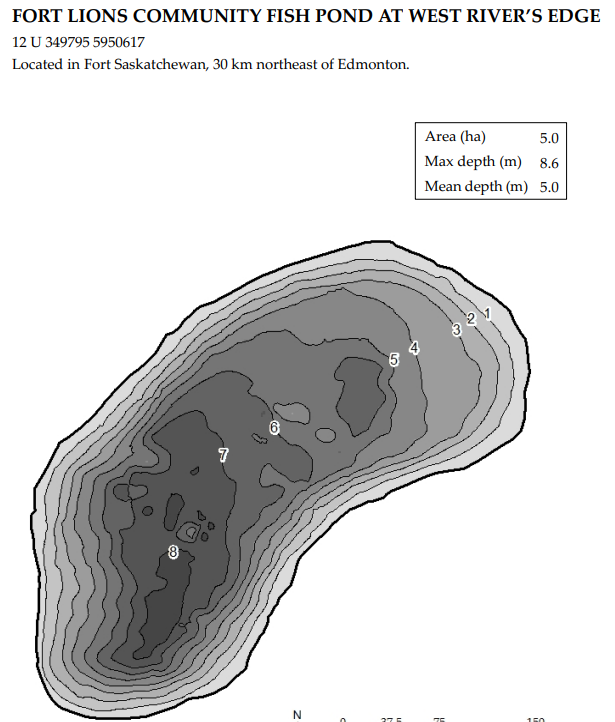 FORT LIONS COMMUNITY FISH POND AT WEST RIVER’S EDGE
12 U 349795 5950617
Located in Fort Saskatchewan, 30 km northeast of Edmonton.
Area (ha) 5.0
Max depth (m) 8.6
Mean depth (m) 5.0
1
2
3
4
5
6
7
8
N
0 37.5 75 150